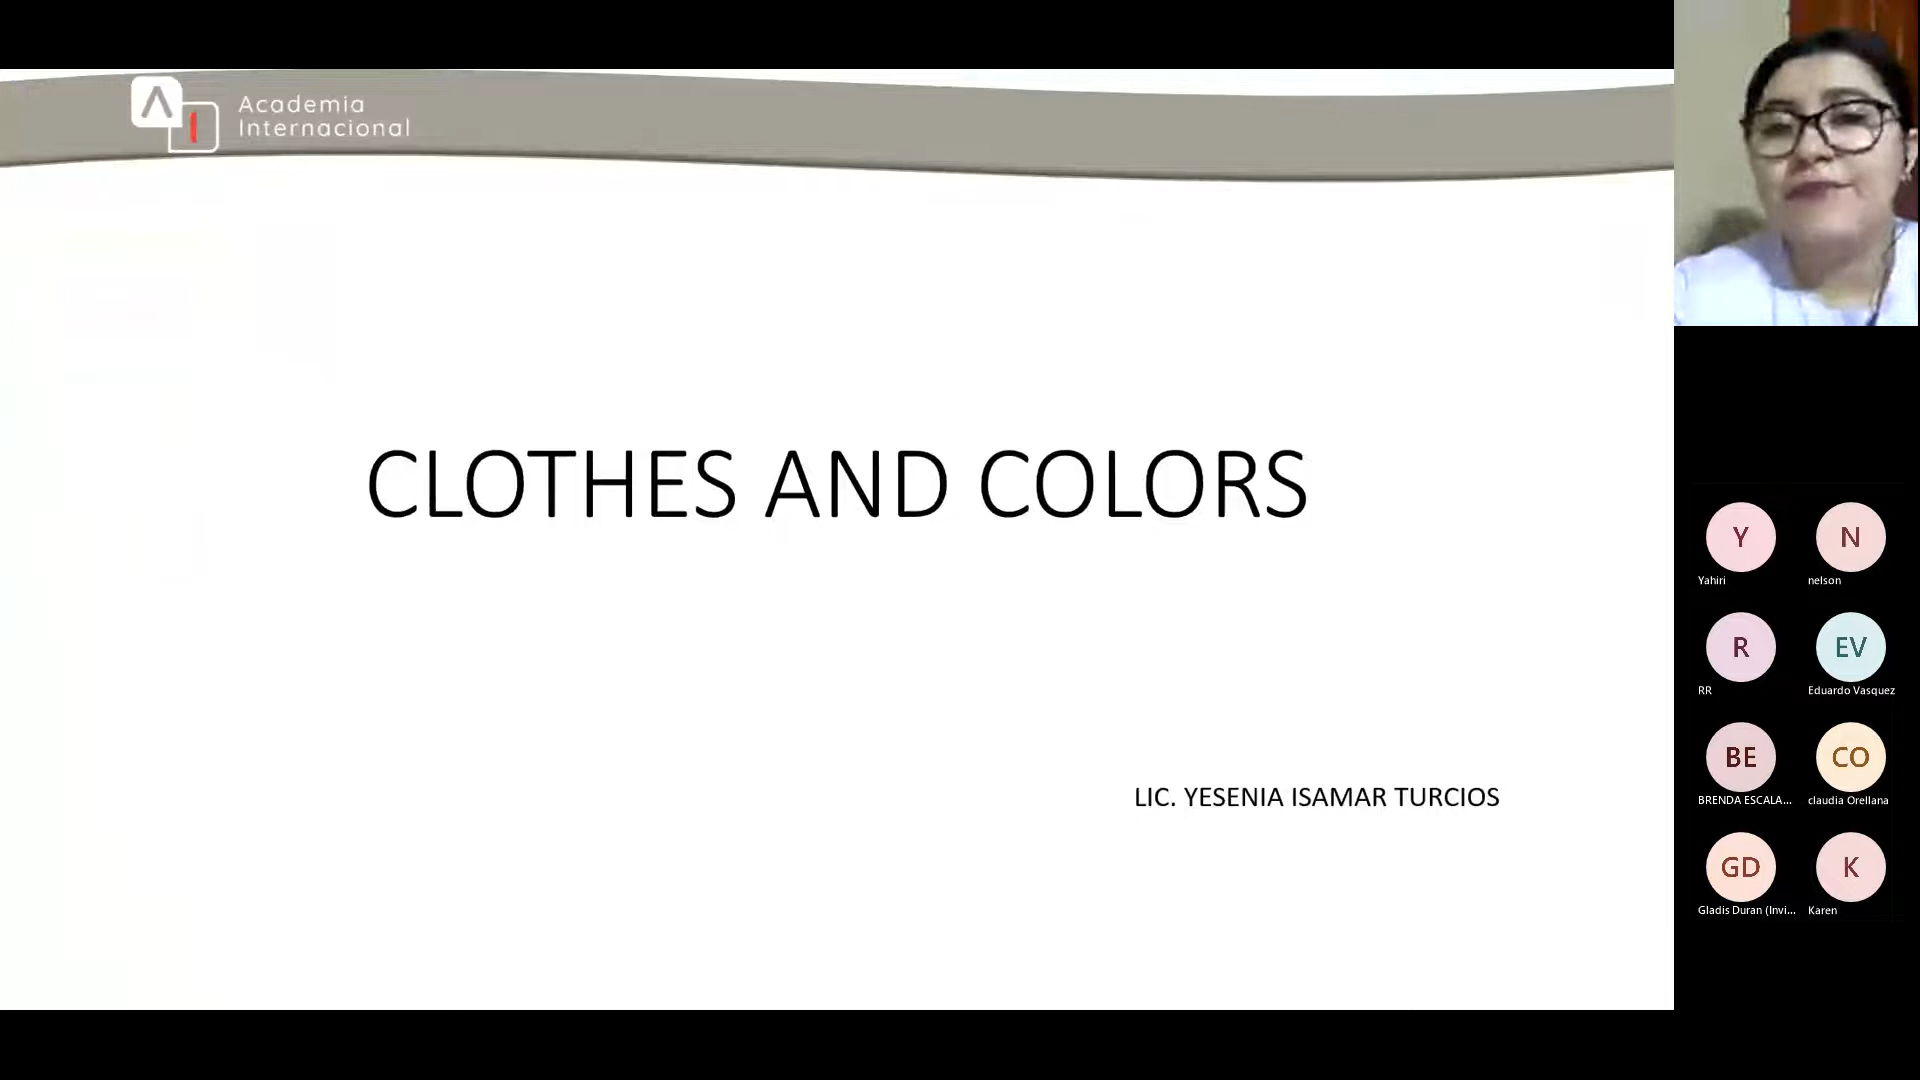 Academia
Internacional
CLOTHES AND COLORS
LIC. YESENIA ISAMAR TURCIOS
Y
Yahiri
N
nelson
R
RR
EV
Eduardo Vasquez
BE
BRENDA ESCALA...
CO
claudia Orellana
GD
Gladis Duran (Invi...
K
Karen